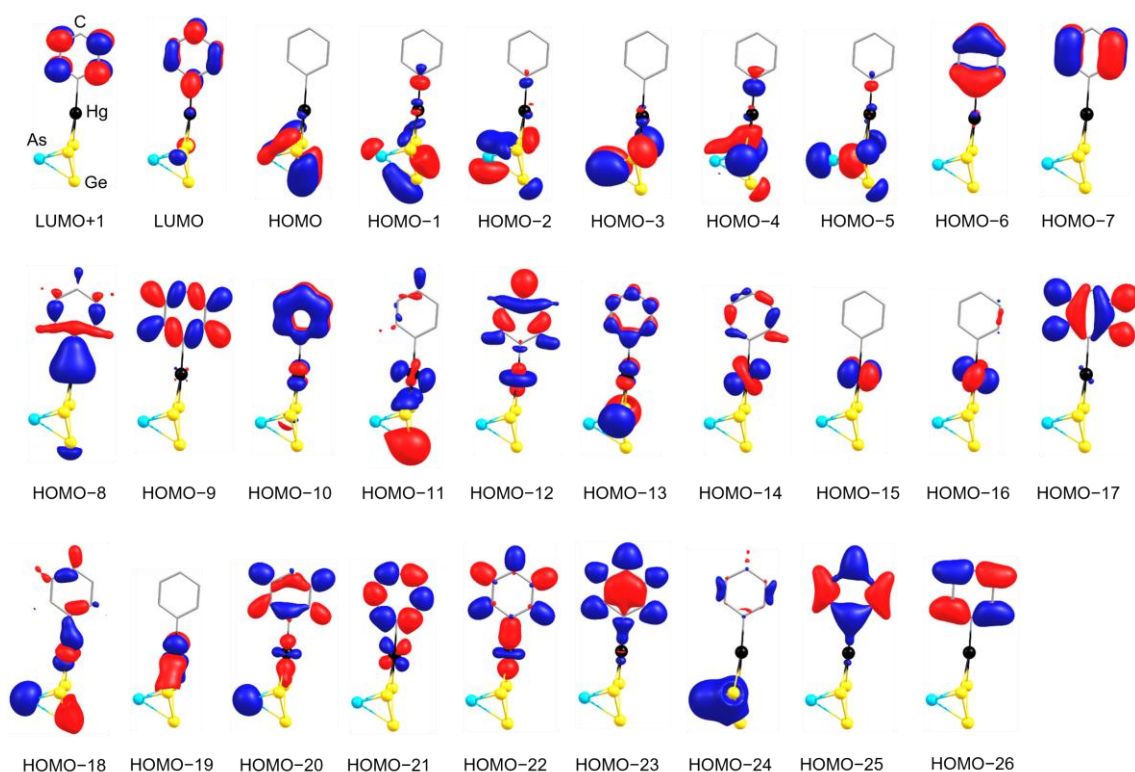 C
Hg
As
Ge
LUMO+1 LUMO HOMO HOMO−1 HOMO−2 HOMO−3 HOMO−4 HOMO−5 HOMO−6 HOMO−7
HOMO−8 HOMO−9 HOMO−10 HOMO−11 HOMO−12 HOMO−13 HOMO−14 HOMO−15 HOMO−16 HOMO−17
HOMO−18 HOMO−19 HOMO−20 HOMO−21 HOMO−22 HOMO−23 HOMO−24 HOMO−25 HOMO−26